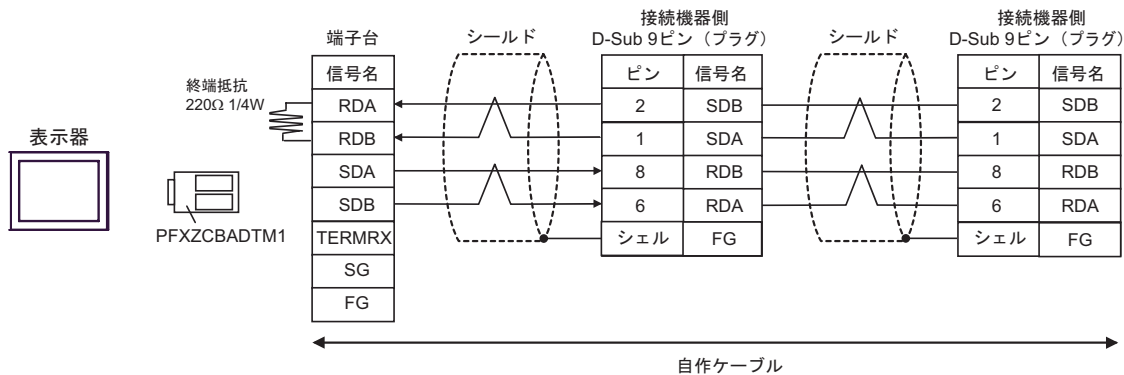 表示器
PFXZCBADTM1
終端抵抗
220Ω 1/4W
端子台
信号名
RDA
RDB
SDA
SDB
TERMRX
SG
FG
シールド
接続機器側
D-Sub 9ピン（プラグ）
ピン 信号名
2 SDB
1 SDA
8 RDB
6 RDA
シェル FG
シールド
接続機器側
D-Sub 9ピン（プラグ）
ピン 信号名
2 SDB
1 SDA
8 RDB
6 RDA
シェル FG
自作ケーブル